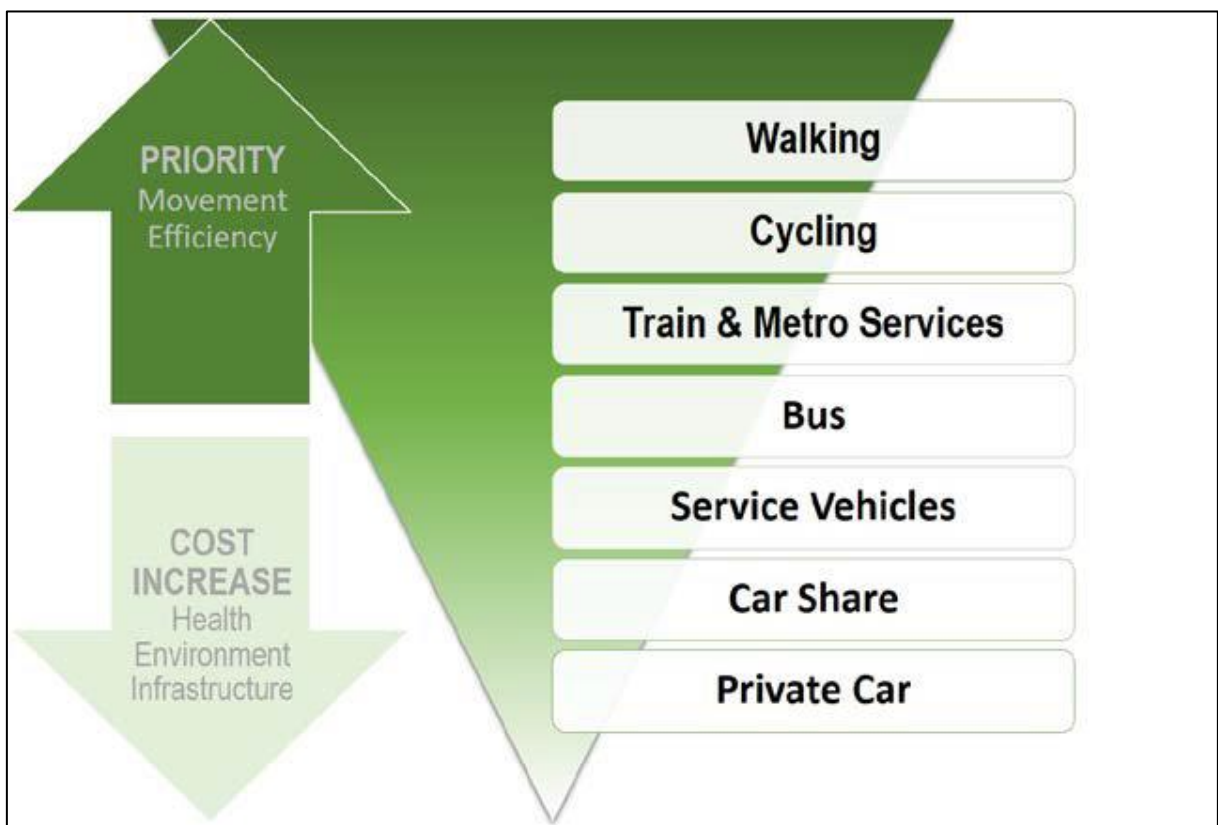 PRIORITY
Movement
Efficiency
COST
INCREASE
Health
Environment
Infrastructure
Walking
Cycling
Train & Metro Services
Bus
Service Vehicles
Car Share
Private Car